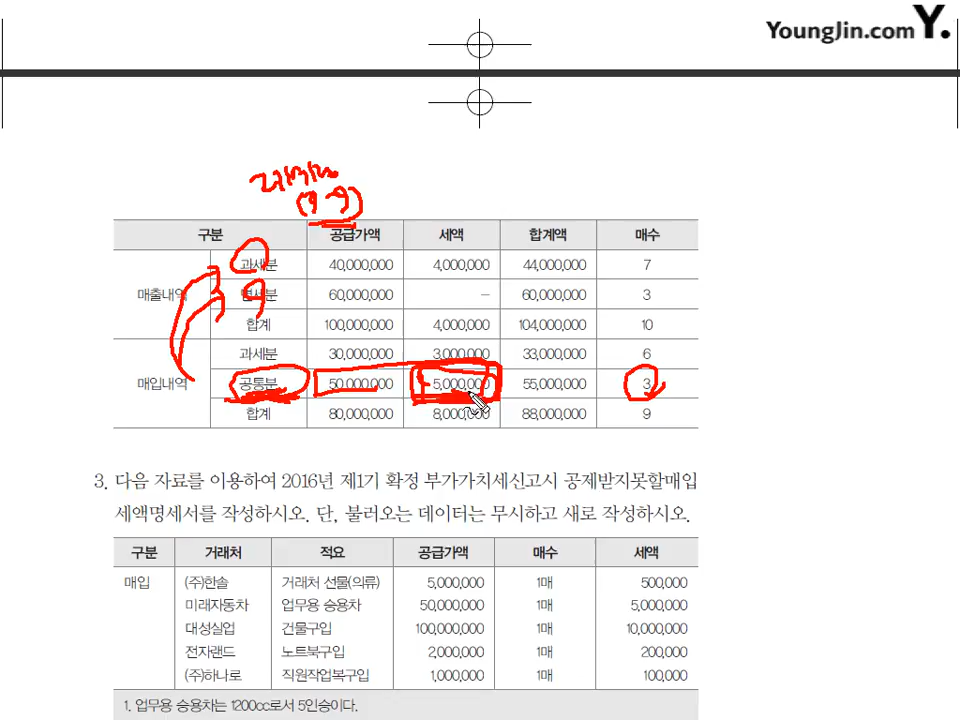 YoungJin.com Y.
구분 공급가액 세액 합계액 매수
매출내역 과세분 40,000,000 4,000,000 44,000,000 7
면세분 60,000,000 － 60,000,000 3
합계 100,000,000 4,000,000 104,000,000 10
매입내역 과세분 30,000,000 3,000,000 33,000,000 6
공통분 50,000,000 5,000,000 55,000,000 3
합계 80,000,000 8,000,000 88,000,000 9
3. 다음 자료를 이용하여 2016년 제1기 확정 부가가치세신고시 공제받지못할매입
세액명세서를 작성하시오. 단, 불러오는 데이터는 무시하고 새로 작성하시오.
구분 거래처 적요 공급가액 매수 세액
매입 (주)한솔 거래처 선물(의류) 5,000,000 1매 500,000
미래자동차 업무용 승용차 50,000,000 1매 5,000,000
대성실업 건물구입 100,000,000 1매 10,000,000
전자랜드 노트북구입 2,000,000 1매 200,000
(주)하나로 직원작업복구입 1,000,000 1매 100,000
1. 업무용 승용차는 1200cc로서 5인승이다.